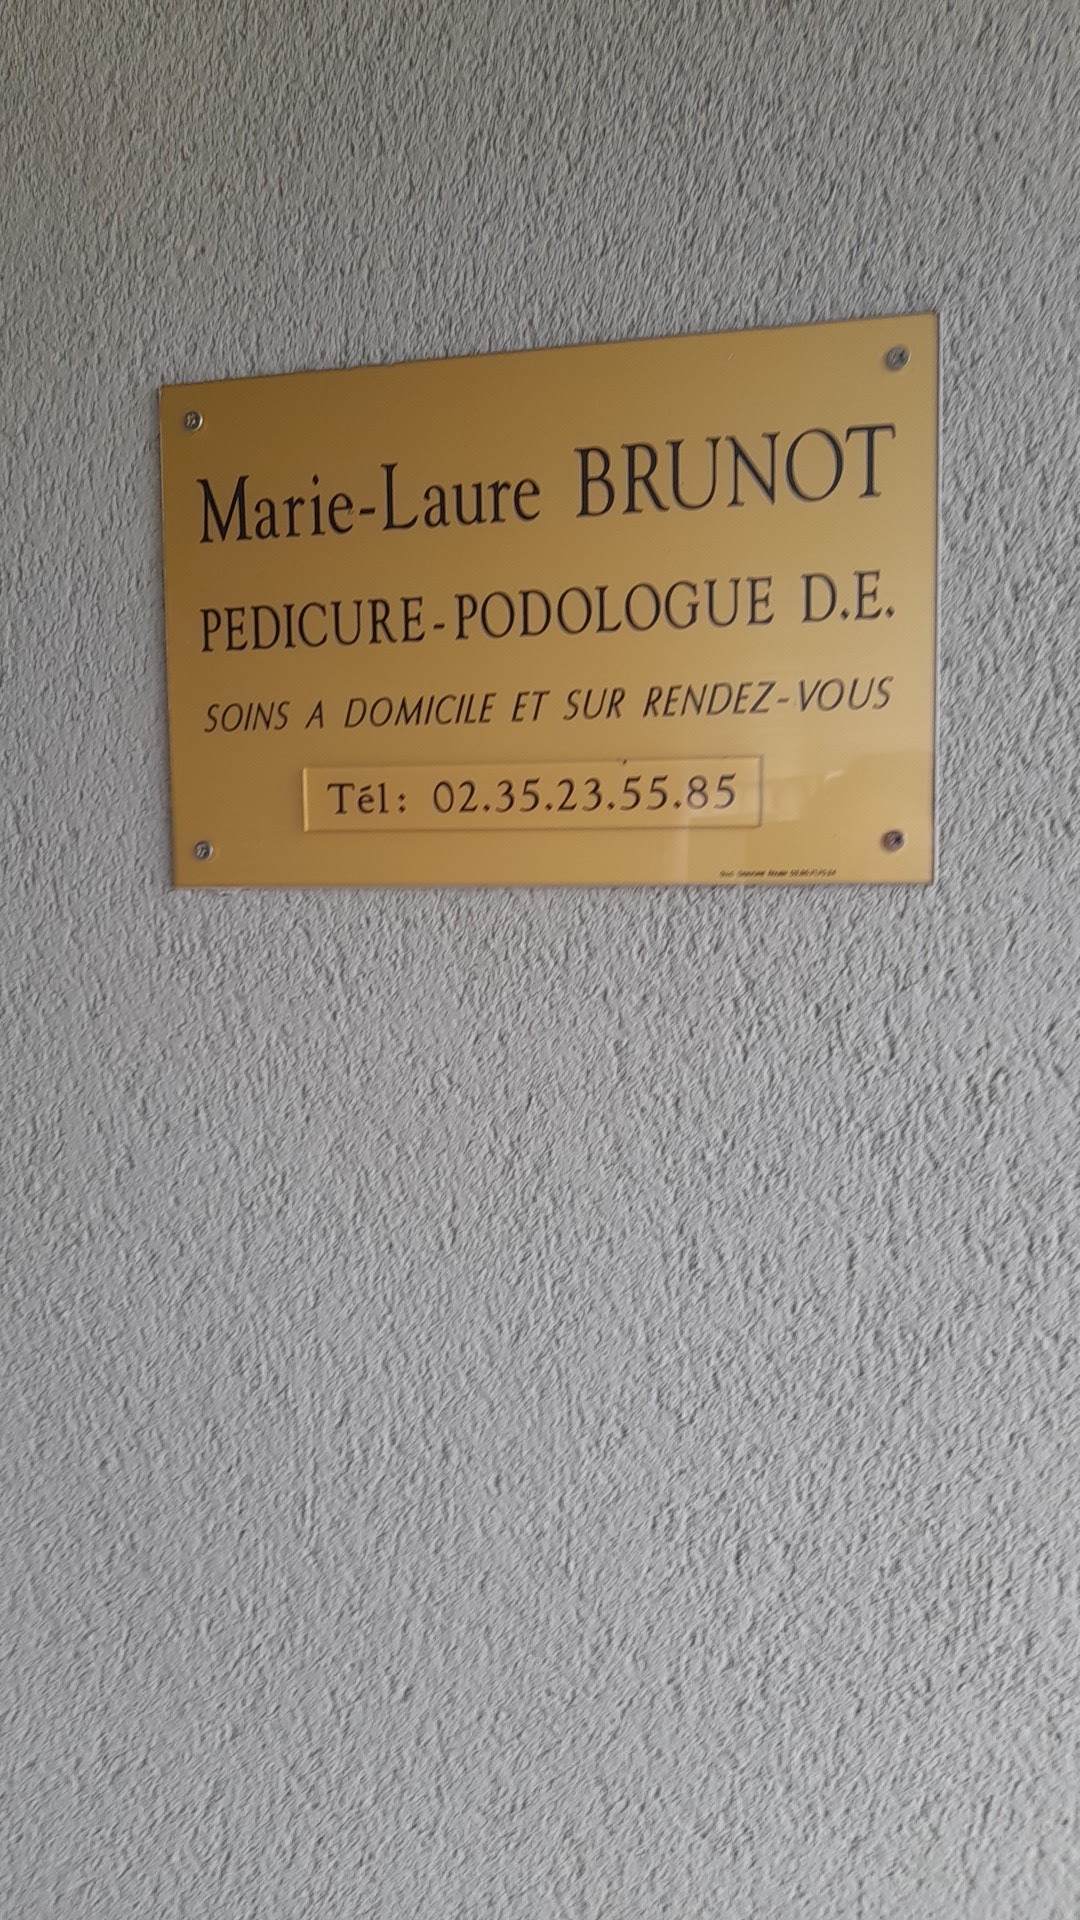 Marie-Laure BRUNOT
PEDICURE-PODOLOGUE D.E.
SOINS A DOMICILE ET SUR RENDEZ-VOUS
Tél: 02.35.23.55.85